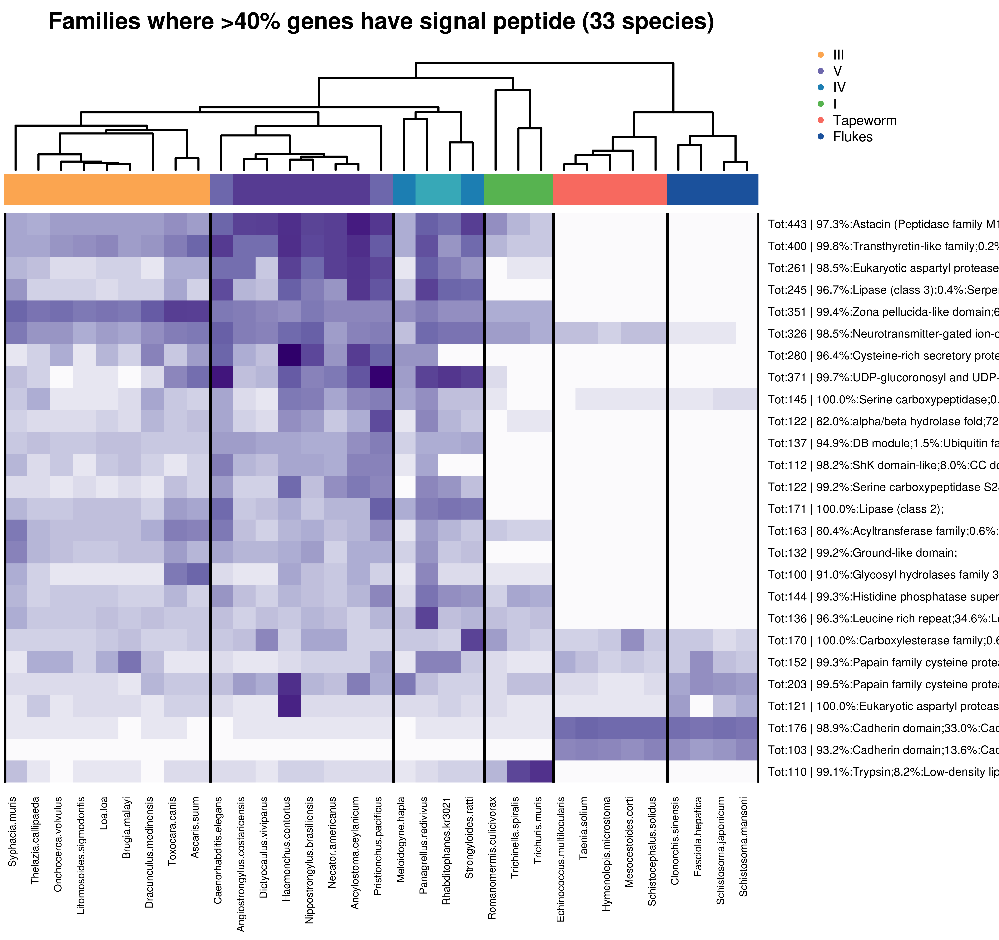 Families where >40% genes have signal peptide (33 species)
III
V
IV
I
Tapeworm
Flukes
Tot:443 | 97.3%:Astacin (Peptidase family M1
Tot:400 | 99.8%:Transthyretin-like family;0.2%
Tot:261 | 98.5%:Eukaryotic aspartyl protease
Tot:245 | 96.7%:Lipase (class 3);0.4%:Serpe
Tot:351 | 99.4%:Zona pellucida-like domain;6
Tot:326 | 98.5%:Neurotransmitter-gated ion-c
Tot:280 | 96.4%:Cysteine-rich secretory prote
Tot:371 | 99.7%:UDP-glucoronosyl and UDP-
Tot:145 | 100.0%:Serine carboxypeptidase;0.
Tot:122 | 82.0%:alpha/beta hydrolase fold;72
Tot:137 | 94.9%:DB module;1.5%:Ubiquitin fa
Tot:112 | 98.2%:ShK domain-like;8.0%:CC do
Tot:122 | 99.2%:Serine carboxypeptidase S28
Tot:171 | 100.0%:Lipase (class 2);
Tot:163 | 80.4%:Acyltransferase family;0.6%:
Tot:132 | 99.2%:Ground-like domain;
Tot:100 | 91.0%:Glycosyl hydrolases family 3
Tot:144 | 99.3%:Histidine phosphatase super
Tot:136 | 96.3%:Leucine rich repeat;34.6%:Le
Tot:170 | 100.0%:Carboxylesterase family;0.6
Tot:152 | 99.3%:Papain family cysteine protea
Tot:203 | 99.5%:Papain family cysteine protea
Tot:121 | 100.0%:Eukaryotic aspartyl proteas
Tot:176 | 98.9%:Cadherin domain;33.0%:Cad
Tot:103 | 93.2%:Cadherin domain;13.6%:Cad
Tot:110 | 99.1%:Trypsin;8.2%:Low-density lip
Syphacia.muris
Thelazia.callipaeda
Onchocerca.volvulus
Litomosoides.sigmodontis
Loa.loa
Brugia.malayi
Dracunculus.medinensis
Toxocara.canis
Ascaris.suum
Caenorhabditis.elegans
Angiostrongylus.costaricensis
Dictyocaulus.viviparus
Haemonchus.contortus
Nippostrongylus.brasiliensis
Necator.americanus
Ancylostoma.ceylanicum
Pristionchus.pacificus
Meloidogyne.hapla
Panagrellus.redivivus
Rhabditophanes.kr3021
Strongyloides.ratti
Romanomermis.culicivorax
Trichinella.spiralis
Trichuris.muris
Echinococcus.multilocularis
Taenia.solium
Hymenolepis.microstoma
Mesocestoides.corti
Schistocephalus.solidus
Clonorchis.sinensis
Fasciola.hepatica
Schistosoma.japonicum
Schistosoma.mansoni